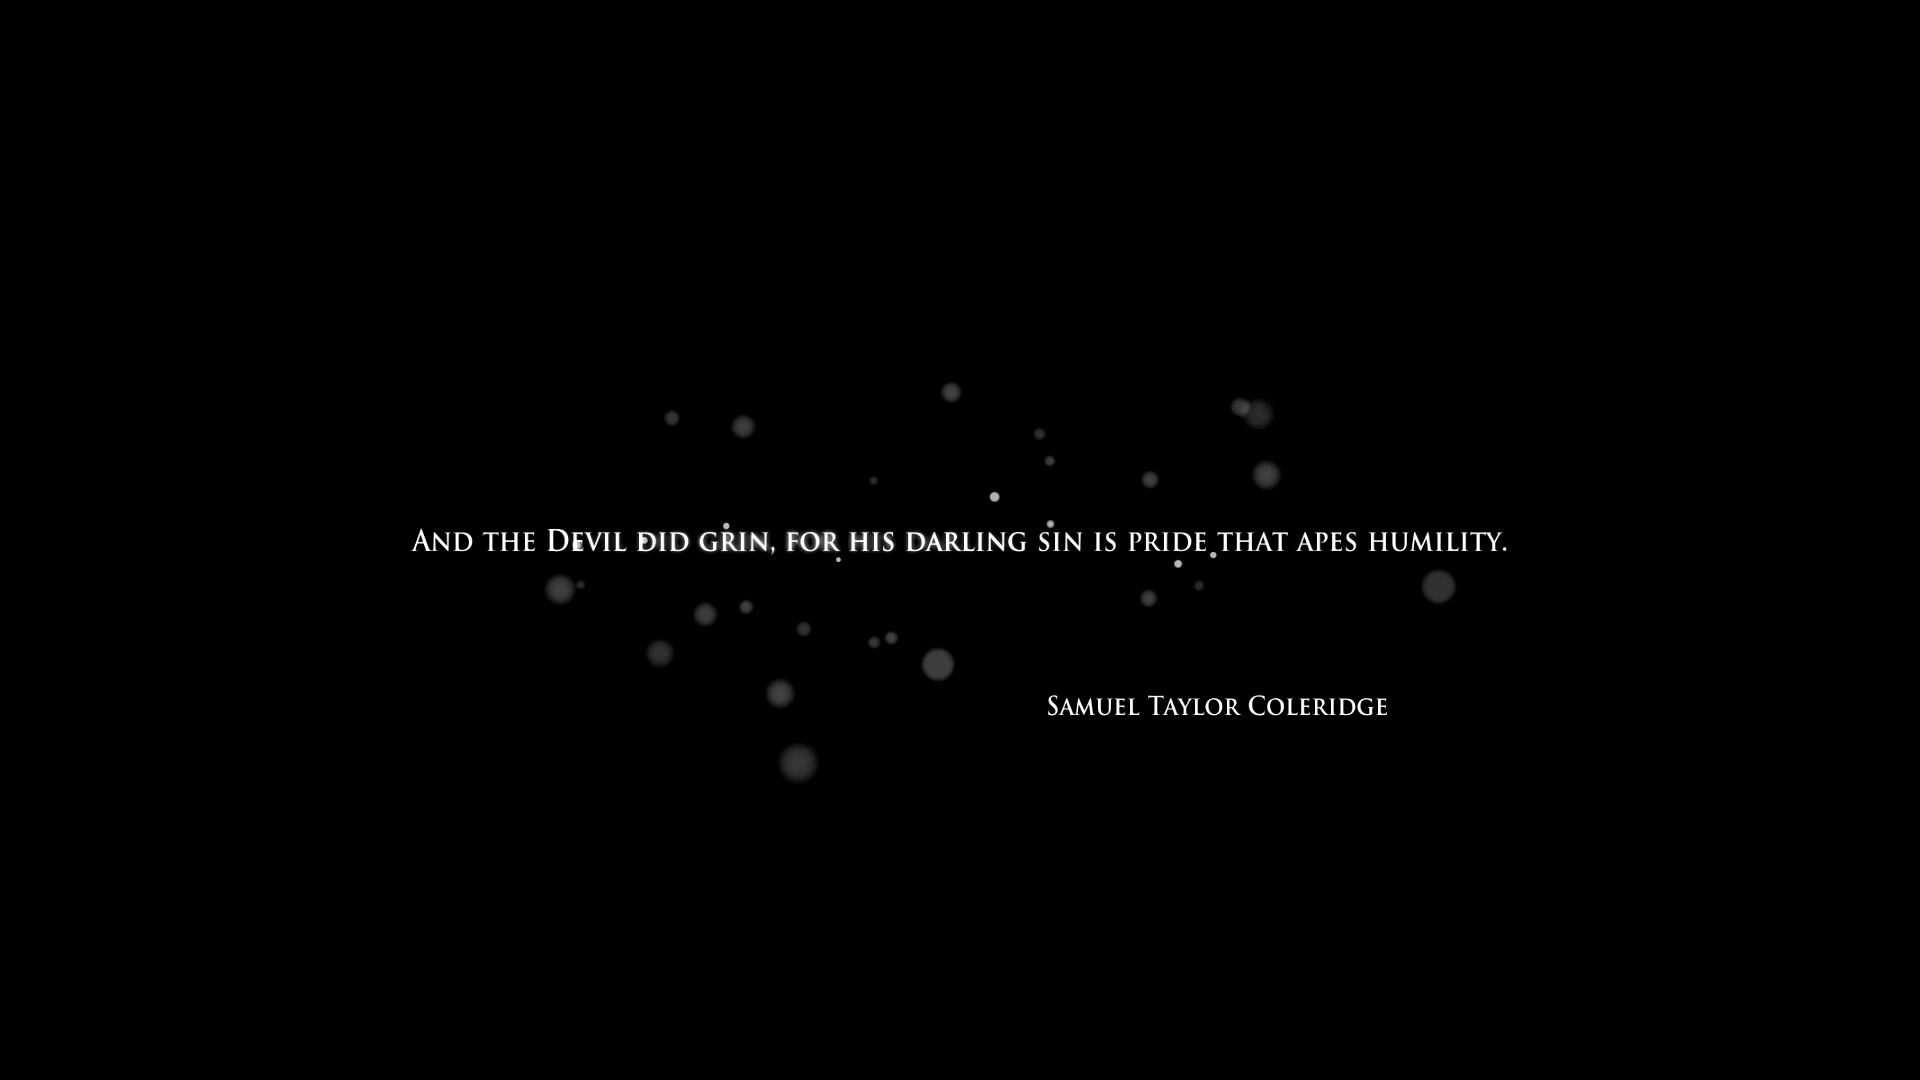 And the Devil did grin, for his darling sin is pride that apes humility.
Samuel Taylor Coleridge